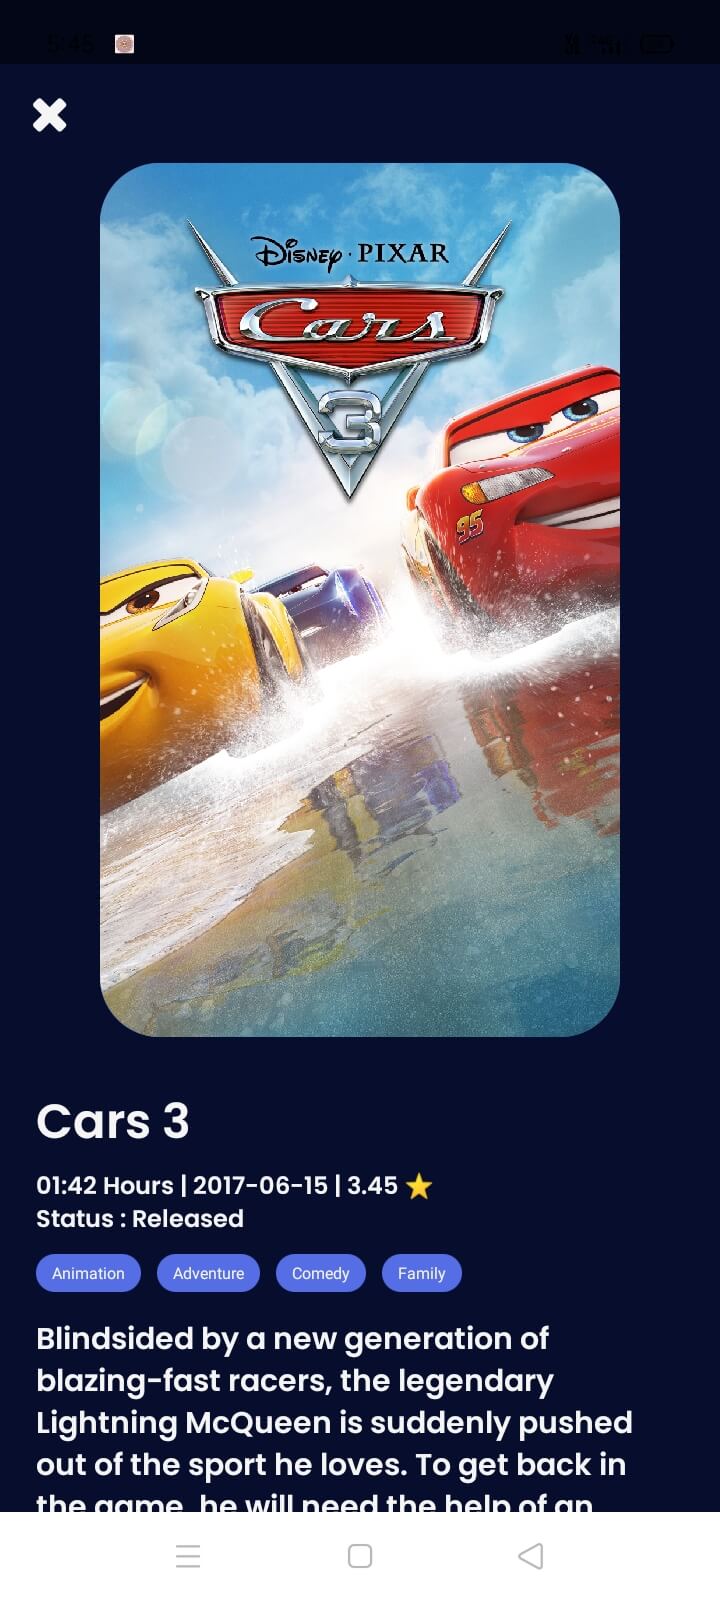 5:45
Disney · PIXAR
Cars
3
95
Cars 3
01:42 Hours | 2017-06-15 | 3.45
Status : Released
Animation Adventure Comedy Family
Blindsided by a new generation of
blazing-fast racers, the legendary
Lightning McQueen is suddenly pushed
out of the sport he loves. To get back in
the game, he will need the help of an